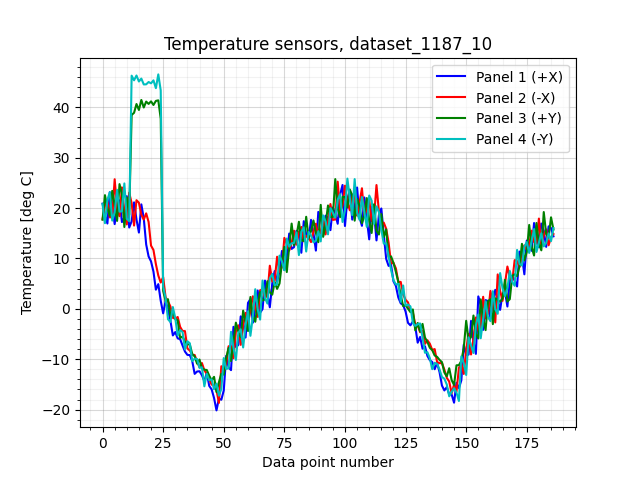 Temperature sensors, dataset_1187_10
Panel 1 (+X)
Panel 2 (-X)
Panel 3 (+Y)
Panel 4 (-Y)
Temperature [deg C]
40
30
20
10
0
−10
−20
0 25 50 75 100 125 150 175
Data point number